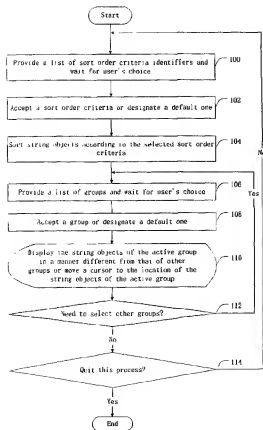 Start
Provide a list of sort order criteria identifiers and
wait for user's choice
100
Accept a sort order criteria or designate a default one
102
Sort string objects according to the selected sort order
criteria
104
No
Provide a list of groups and wait for user's choice
106
Yes
Accept a group or designate a default one
108
Display the string objects of the active group
in a manner different from that of other
groups or move a cursor to the location of the
string objects of the active group
110
Need to select other groups?
112
No
Quit this process?
114
Yes
End